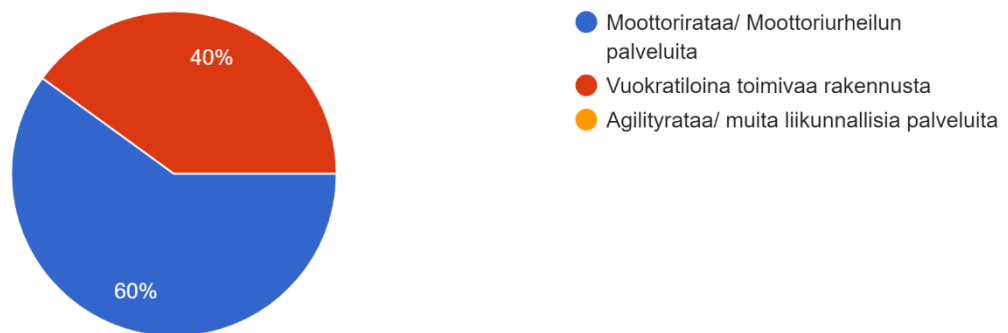 40%
60%
Moottorirataa/ Moottoriurheilun
palveluita
Vuokratiloina toimivaa rakennusta
Agilityrataa/ muita liikunnallisia palveluita